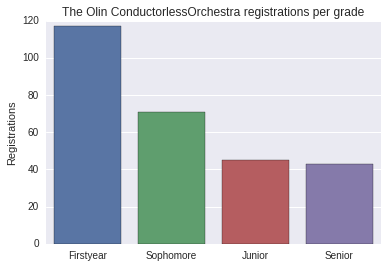 The Olin ConductorlessOrchestra registrations per grade
120
100
80
60
40
20
0
Registrations
Firstyear Sophomore Junior Senior